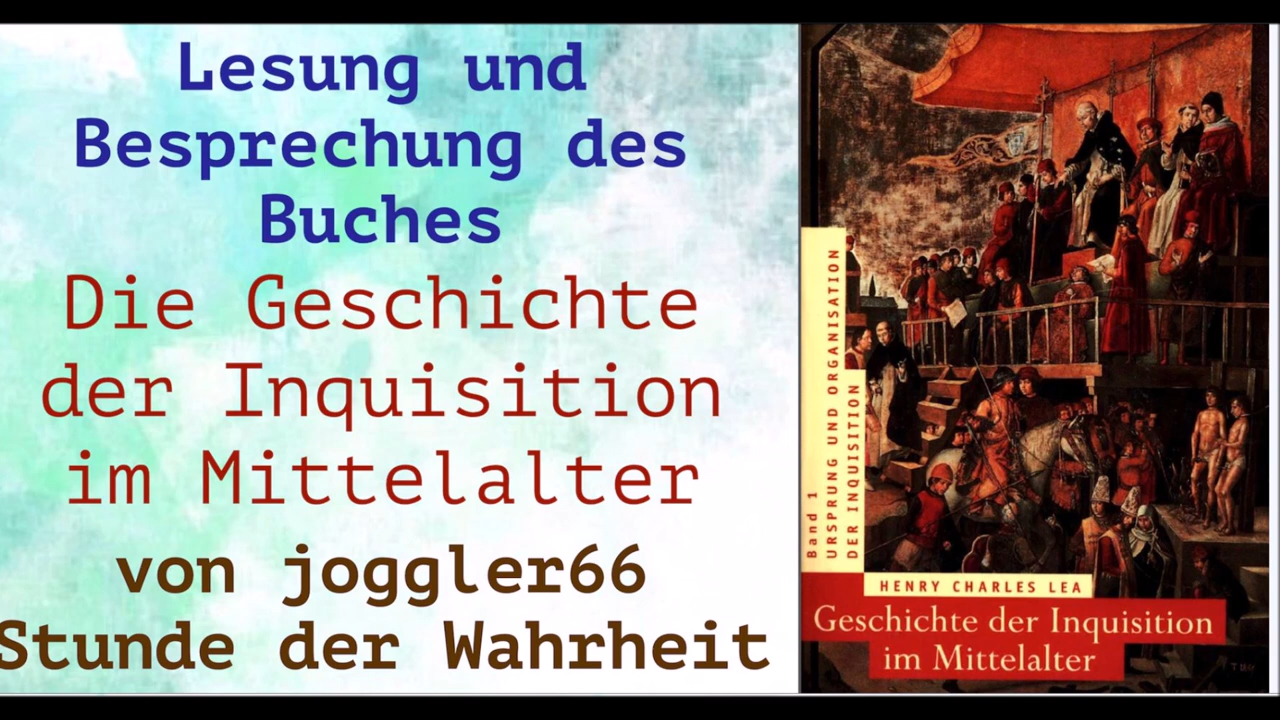 Lesung und
Besprechung des
Buches
Die Geschichte
der Inquisition
im Mittelalter
von joggler66
Stunde der Wahrheit
Band 1
URSPRUNG UND ORGANISATION
DER INQUISITION
HENRY CHARLES LEA
Geschichte der Inquisition
im Mittelalter